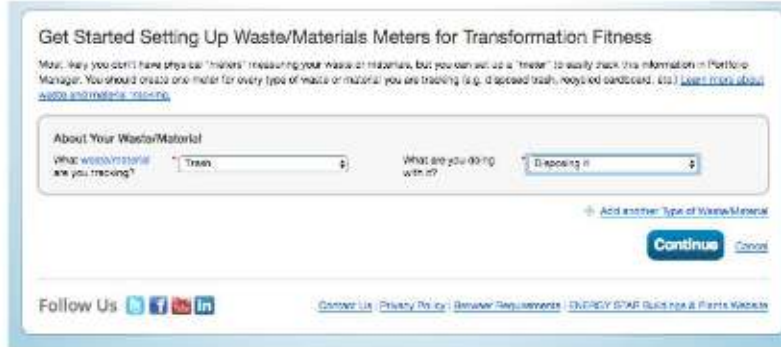 Get Started Setting Up Waste/Materials Meters for Transformation Fitness
Most likely you don't have physical "meters" measuring your waste or materials, but you can set up a "meter" to easily track this information in Portfolio
Manager. You should create one meter for every type of waste or material you are tracking (e.g. disposed trash, recycled cardboard, etc.) Learn more about
waste and material tracking.
About Your Waste/Material
What waste/material
are you tracking?
* Trash
What are you doing
with it?
* Disposing it
Add another Type of Waste/Material
Continue Cancel
Follow Us
Contact Us | Privacy Policy | Browser Requirements | ENERGY STAR Buildings & Plants Website